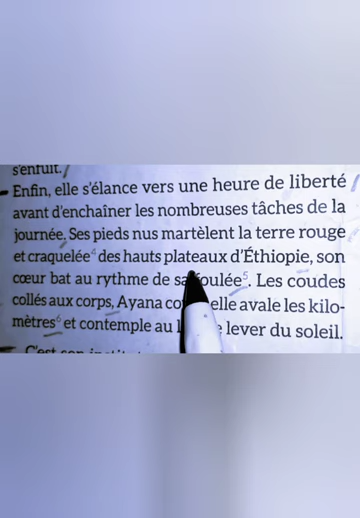 s'enfuit.
Enfin, elle s'élance vers une heure de liberté
avant d'enchaîner les nombreuses tâches de la
journée. Ses pieds nus martèlent la terre rouge
et craquelée⁴ des hauts plateaux d'Éthiopie, son
cœur bat au rythme de sa foulée⁵. Les coudes
collés aux corps, Ayana elle avale les kilo-
mètres⁶ et contemple au lever du soleil.
C'est son